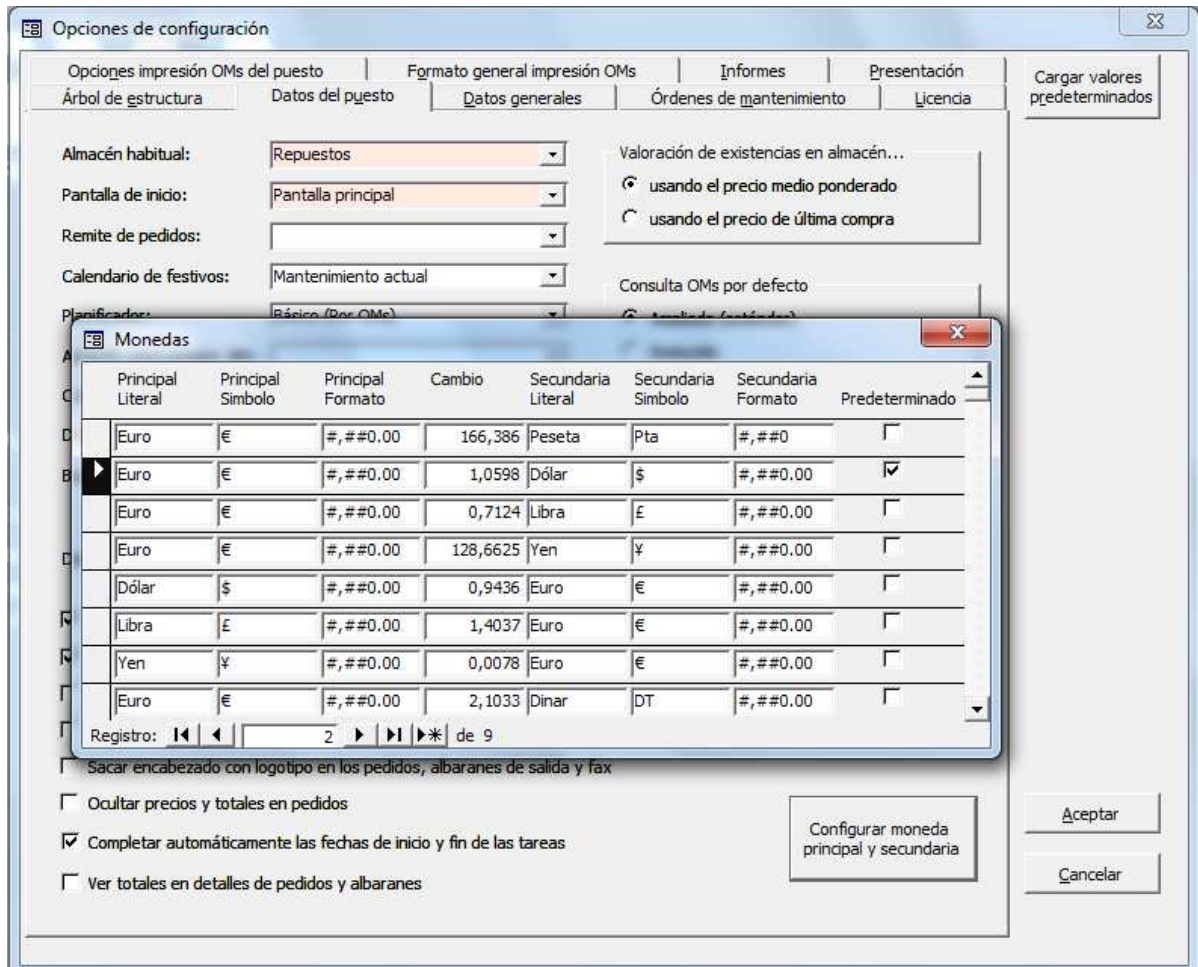 Opciones de configuración
Opciones impresión OMs del puesto Formato general impresión OMs Informes Presentación
Árbol de estructura Datos del puesto Datos generales Órdenes de mantenimiento Licencia
Cargar valores
predeterminados
Almacén habitual: Repuestos
Pantalla de inicio: Pantalla principal
Remite de pedidos:
Calendario de festivos: Mantenimiento actual
Planificador: Básico (Por OMs)
Valoración de existencias en almacén...
usando el precio medio ponderado
usando el precio de última compra
Consulta OMs por defecto
Ampliada (estándar)
Monedas
Principal Literal Principal Simbolo Principal Formato Cambio Secundaria Literal Secundaria Simbolo Secundaria Formato Predeterminado
Euro € #,##0.00 166,386 Peseta Pta #,##0
Euro € #,##0.00 1,0598 Dólar $ #,##0.00
Euro € #,##0.00 0,7124 Libra £ #,##0.00
Euro € #,##0.00 128,6625 Yen ¥ #,##0.00
Dólar $ #,##0.00 0,9436 Euro € #,##0.00
Libra £ #,##0.00 1,4037 Euro € #,##0.00
Yen ¥ #,##0.00 0,0078 Euro € #,##0.00
Euro € #,##0.00 2,1033 Dinar DT #,##0.00
Registro: 2 de 9
Sacar encabezado con logotipo en los pedidos, albaranes de salida y fax
Ocultar precios y totales en pedidos
Completar automáticamente las fechas de inicio y fin de las tareas
Ver totales en detalles de pedidos y albaranes
Configurar moneda
principal y secundaria
Aceptar
Cancelar